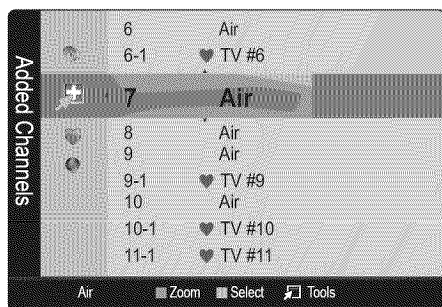 Added Channels
6 Air
6-1 ♥ TV #6
7 Air
8 Air
9 Air
9-1 ♥ TV #9
10 Air
10-1 ♥ TV #10
11-1 ♥ TV #11
Air Zoom Select Tools